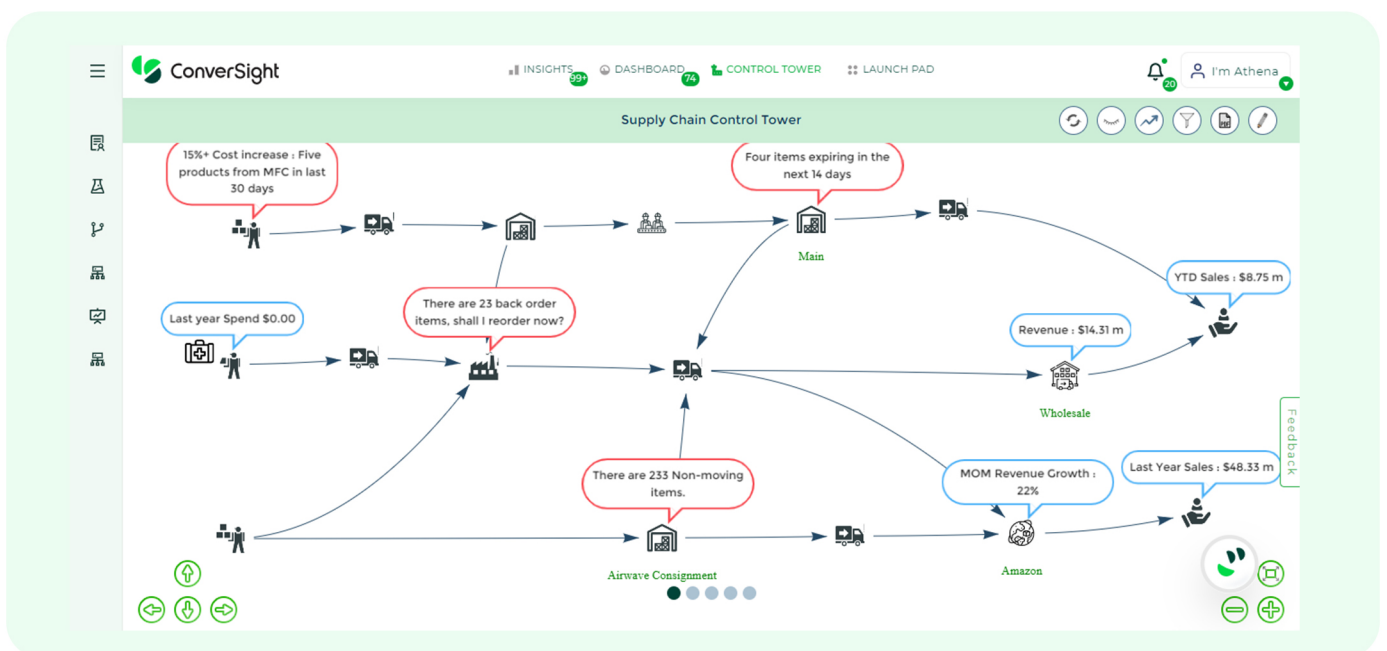 ConverSight
INSIGHTS
99+
DASHBOARD
74
CONTROL TOWER
LAUNCH PAD
20
I'm Athena
Supply Chain Control Tower
PDF
15%+ Cost increase : Five
products from MFC in last
30 days
Four items expiring in the
next 14 days
Main
YTD Sales : $8.75 m
Last year Spend $0.00
There are 23 back order
items, shall I reorder now?
Revenue : $14.31 m
Wholesale
Feedback
There are 233 Non-moving
items.
MOM Revenue Growth :
22%
Last Year Sales : $48.33 m
Airwave Consignment
Amazon